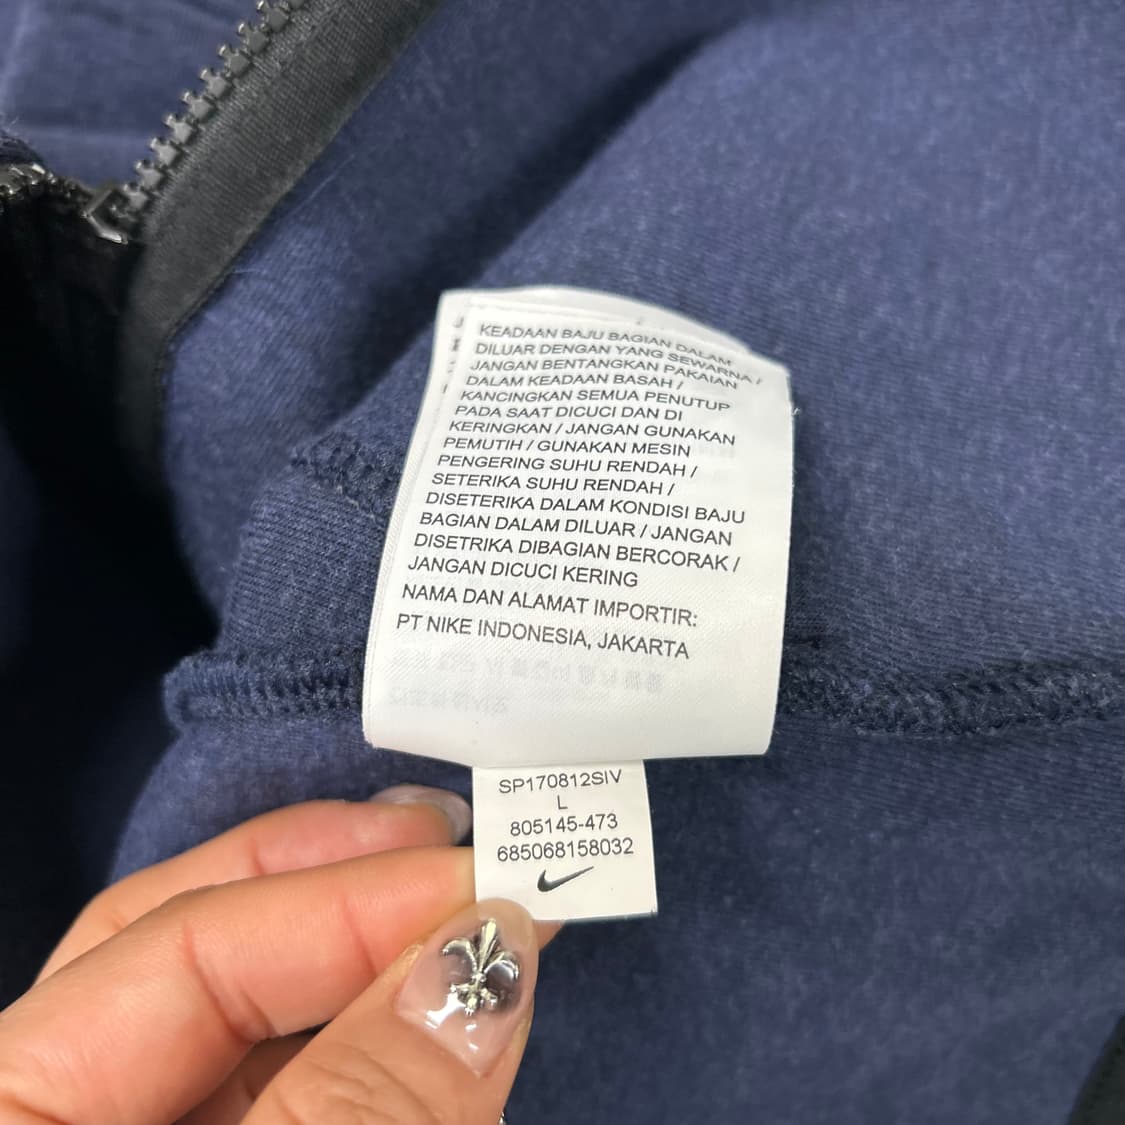 KEADAAN BAJU BAGIAN DALAM
DILUAR DENGAN YANG SEWARNA /
JANGAN BENTANGKAN PAKAIAN
DALAM KEADAAN BASAH /
KANCINGKAN SEMUA PENUTUP
PADA SAAT DICUCI DAN DI
KERINGKAN / JANGAN GUNAKAN
PEMUTIH / GUNAKAN MESIN
PENGERING SUHU RENDAH /
SETERIKA SUHU RENDAH /
DISETERIKA DALAM KONDISI BAJU
BAGIAN DALAM DILUAR / JANGAN
DISETRIKA DIBAGIAN BERCORAK /
JANGAN DICUCI KERING
NAMA DAN ALAMAT IMPORTIR:
PT NIKE INDONESIA, JAKARTA
SP170812SIV
L
805145-473
685068158032